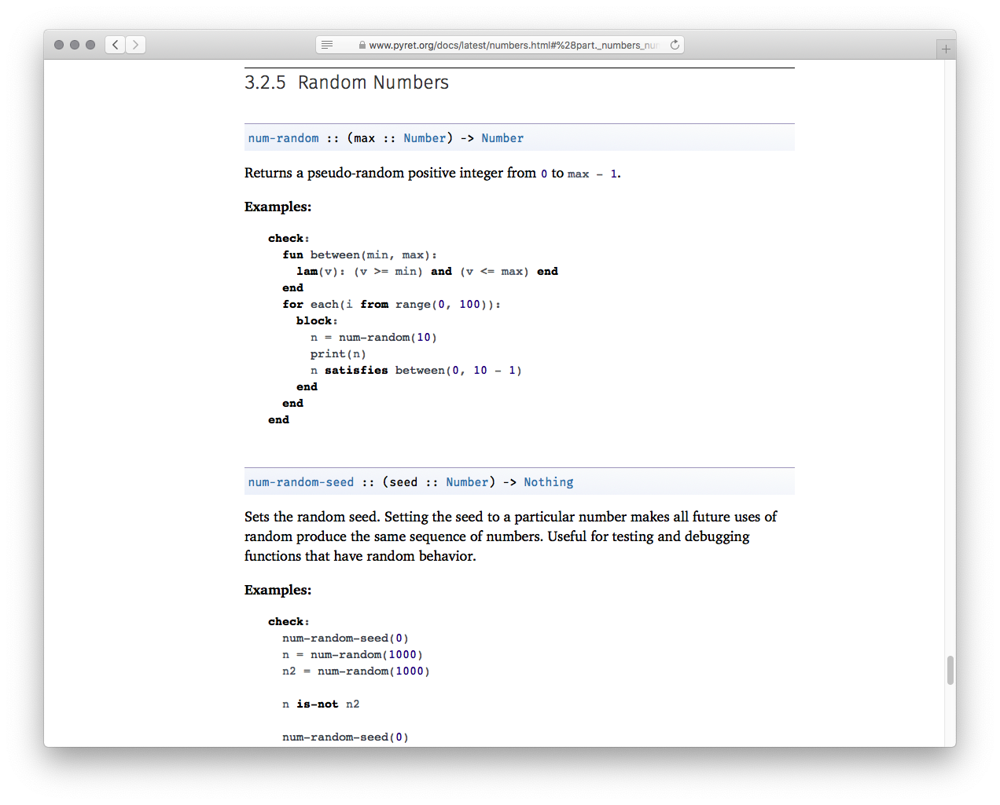 www.pyret.org/docs/latest/numbers.html#%28part._numbers_nu
3.2.5 Random Numbers
num-random :: (max :: Number) -> Number
Returns a pseudo-random positive integer from 0 to max - 1.
Examples:
check:
fun between(min, max):
lam(v): (v >= min) and (v <= max) end
end
for each(i from range(0, 100)):
block:
n = num-random(10)
print(n)
n satisfies between(0, 10 - 1)
end
end
end
num-random-seed :: (seed :: Number) -> Nothing
Sets the random seed. Setting the seed to a particular number makes all future uses of
random produce the same sequence of numbers. Useful for testing and debugging
functions that have random behavior.
Examples:
check:
num-random-seed(0)
n = num-random(1000)
n2 = num-random(1000)
n is-not n2
num-random-seed(0)